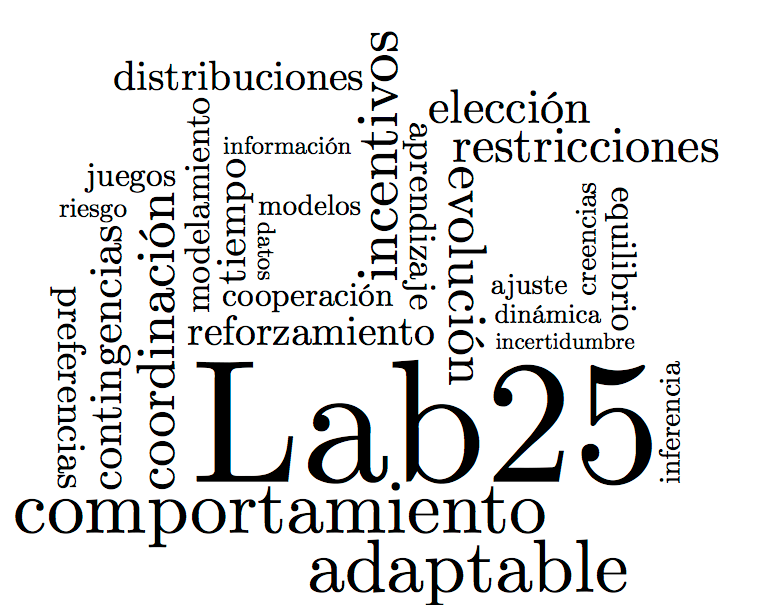 distribuciones
incentivos
elección
restricciones
modelamiento
información
aprendizaje
juegos
tiempo
evolución
riesgo
coordinación
modelos
datos
creencias
equilibrio
contingencias
cooperación
ajuste
dinámica
preferencias
reforzamiento
incertidumbre
Lab25
inferencia
comportamiento
adaptable